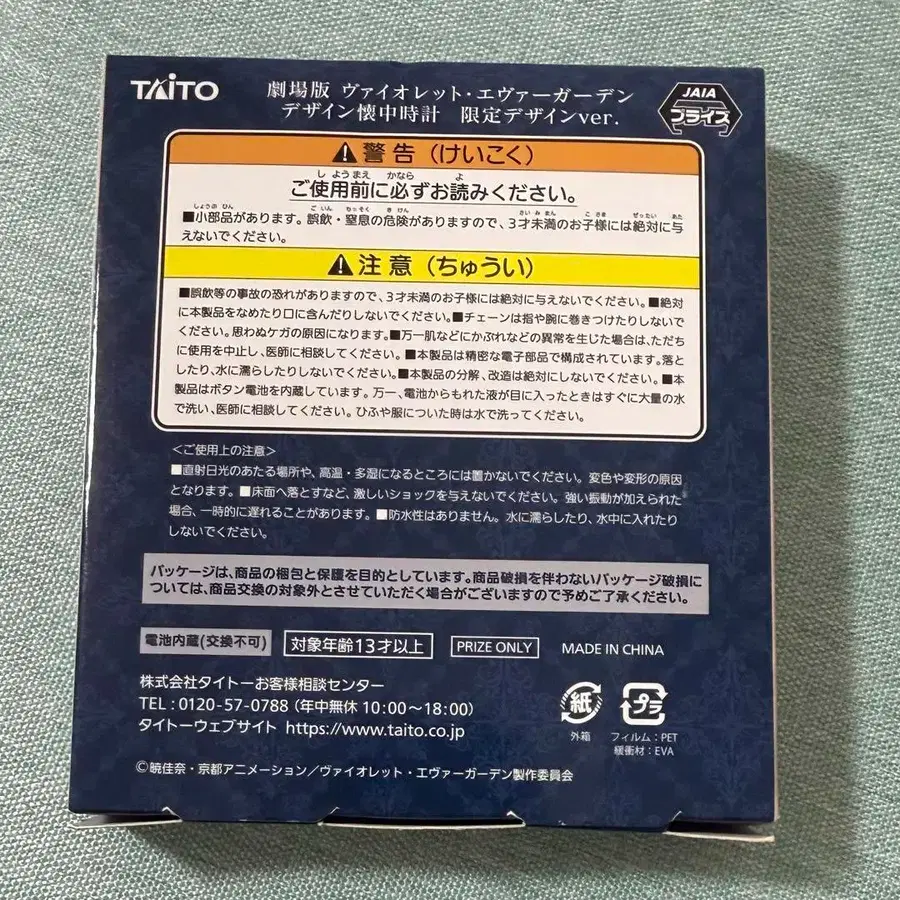 TAITO
劇場版 ヴァイオレット・エヴァーガーデン
デザイン懐中時計 限定デザインver.
JAIA
プライズ
警告(けいこく)
ご使用前に必ずお読みください。
■小部品があります。誤飲・窒息の危険がありますので、3才未満のお子様には絶対に与
えないでください。
注意(ちゅうい)
■誤飲等の事故の恐れがありますので、3才未満のお子様には絶対に与えないでください。■絶対
に本製品をなめたり口に含んだりしないでください。■チェーンは指や腕に巻きつけたりしないで
ください。思わぬケガの原因になります。■万一肌などにかぶれなどの異常を生じた場合は、ただち
に使用を中止し、医師に相談してください。■本製品は精密な電子部品で構成されています。落と
したり、水に濡らしたりしないでください。■本製品の分解、改造は絶対にしないでください。■本
製品はボタン電池を内蔵しています。万一、電池からもれた液が目に入ったときはすぐに大量の水
で洗い、医師に相談してください。ひふや服についた時は水で洗ってください。
<ご使用上の注意>
■直射日光のあたる場所や、高温・多湿になるところには置かないでください。変色や変形の原因
となります。■床面へ落とすなど、激しいショックを与えないでください。強い振動が加えられた
場合、一時的に遅れることがあります。■防水性はありません。水に濡らしたり、水中に入れたり
しないでください。
パッケージは、商品の梱包と保護を目的としています。商品破損を伴わないパッケージ破損に
ついては、商品交換の対象外とさせていただく場合がございますので予めご了承ください。
電池内蔵(交換不可) 対象年齢13才以上 PRIZE ONLY MADE IN CHINA
株式会社タイトーお客様相談センター
TEL : 0120-57-0788 (年中無休 10:00～18:00)
タイトーウェブサイト https://www.taito.co.jp
紙
外箱
プラ
フィルム : PET
緩衝材 : EVA
©暁佳奈・京都アニメーション/ヴァイオレット・エヴァーガーデン製作委員会